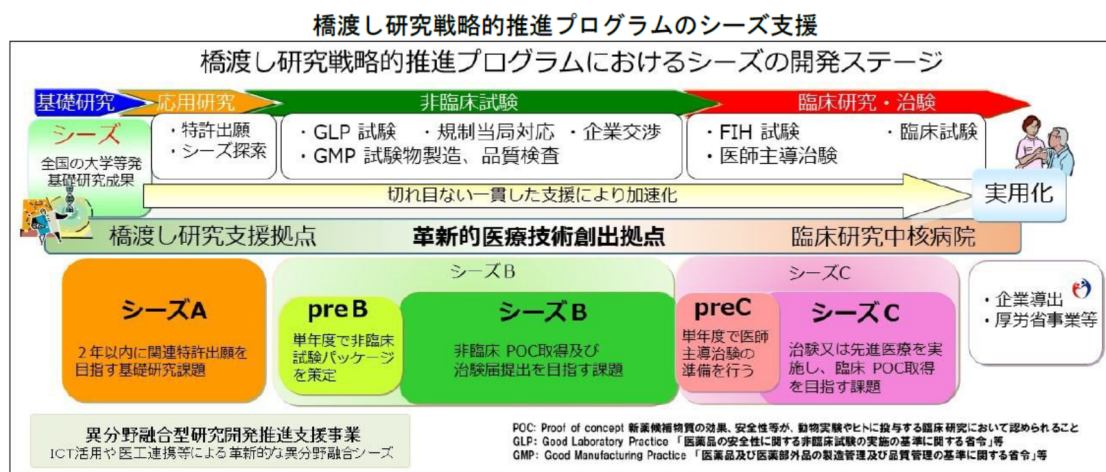 橋渡し研究戦略的推進プログラムのシーズ支援
橋渡し研究戦略的推進プログラムにおけるシーズの開発ステージ
基礎研究
応用研究
非臨床試験
臨床研究・治験
シーズ
全国の大学等発
基礎研究成果
・特許出願
・シーズ探索
・GLP 試験 ・規制当局対応 ・企業交渉
・GMP 試験物製造、品質検査
・FIH 試験 ・臨床試験
・医師主導治験
切れ目ない一貫した支援により加速化
実用化
橋渡し研究支援拠点
革新的医療技術創出拠点
臨床研究中核病院
シーズB
シーズC
シーズA
2年以内に関連特許出願を
目指す基礎研究課題
preB
単年度で非臨床
試験パッケージ
を策定
シーズB
非臨床 POC取得及び
治験届提出を目指す課題
preC
単年度で医師
主導治験の
準備を行う
シーズC
治験又は先進医療を実
施し、臨床 POC取得
を目指す課題
・企業導出
・厚労省事業等
異分野融合型研究開発推進支援事業
ICT活用や医工連携等による革新的な異分野融合シーズ
POC: Proof of concept 新薬候補物質の効果、安全性等が、動物実験やヒトに投与する臨床研究において認められること
GLP: Good Laboratory Practice 「医薬品の安全性に関する非臨床試験の実施の基準に関する省令」等
GMP: Good Manufacturing Practice 「医薬品及び医薬部外品の製造管理及び品質管理の基準に関する省令」等